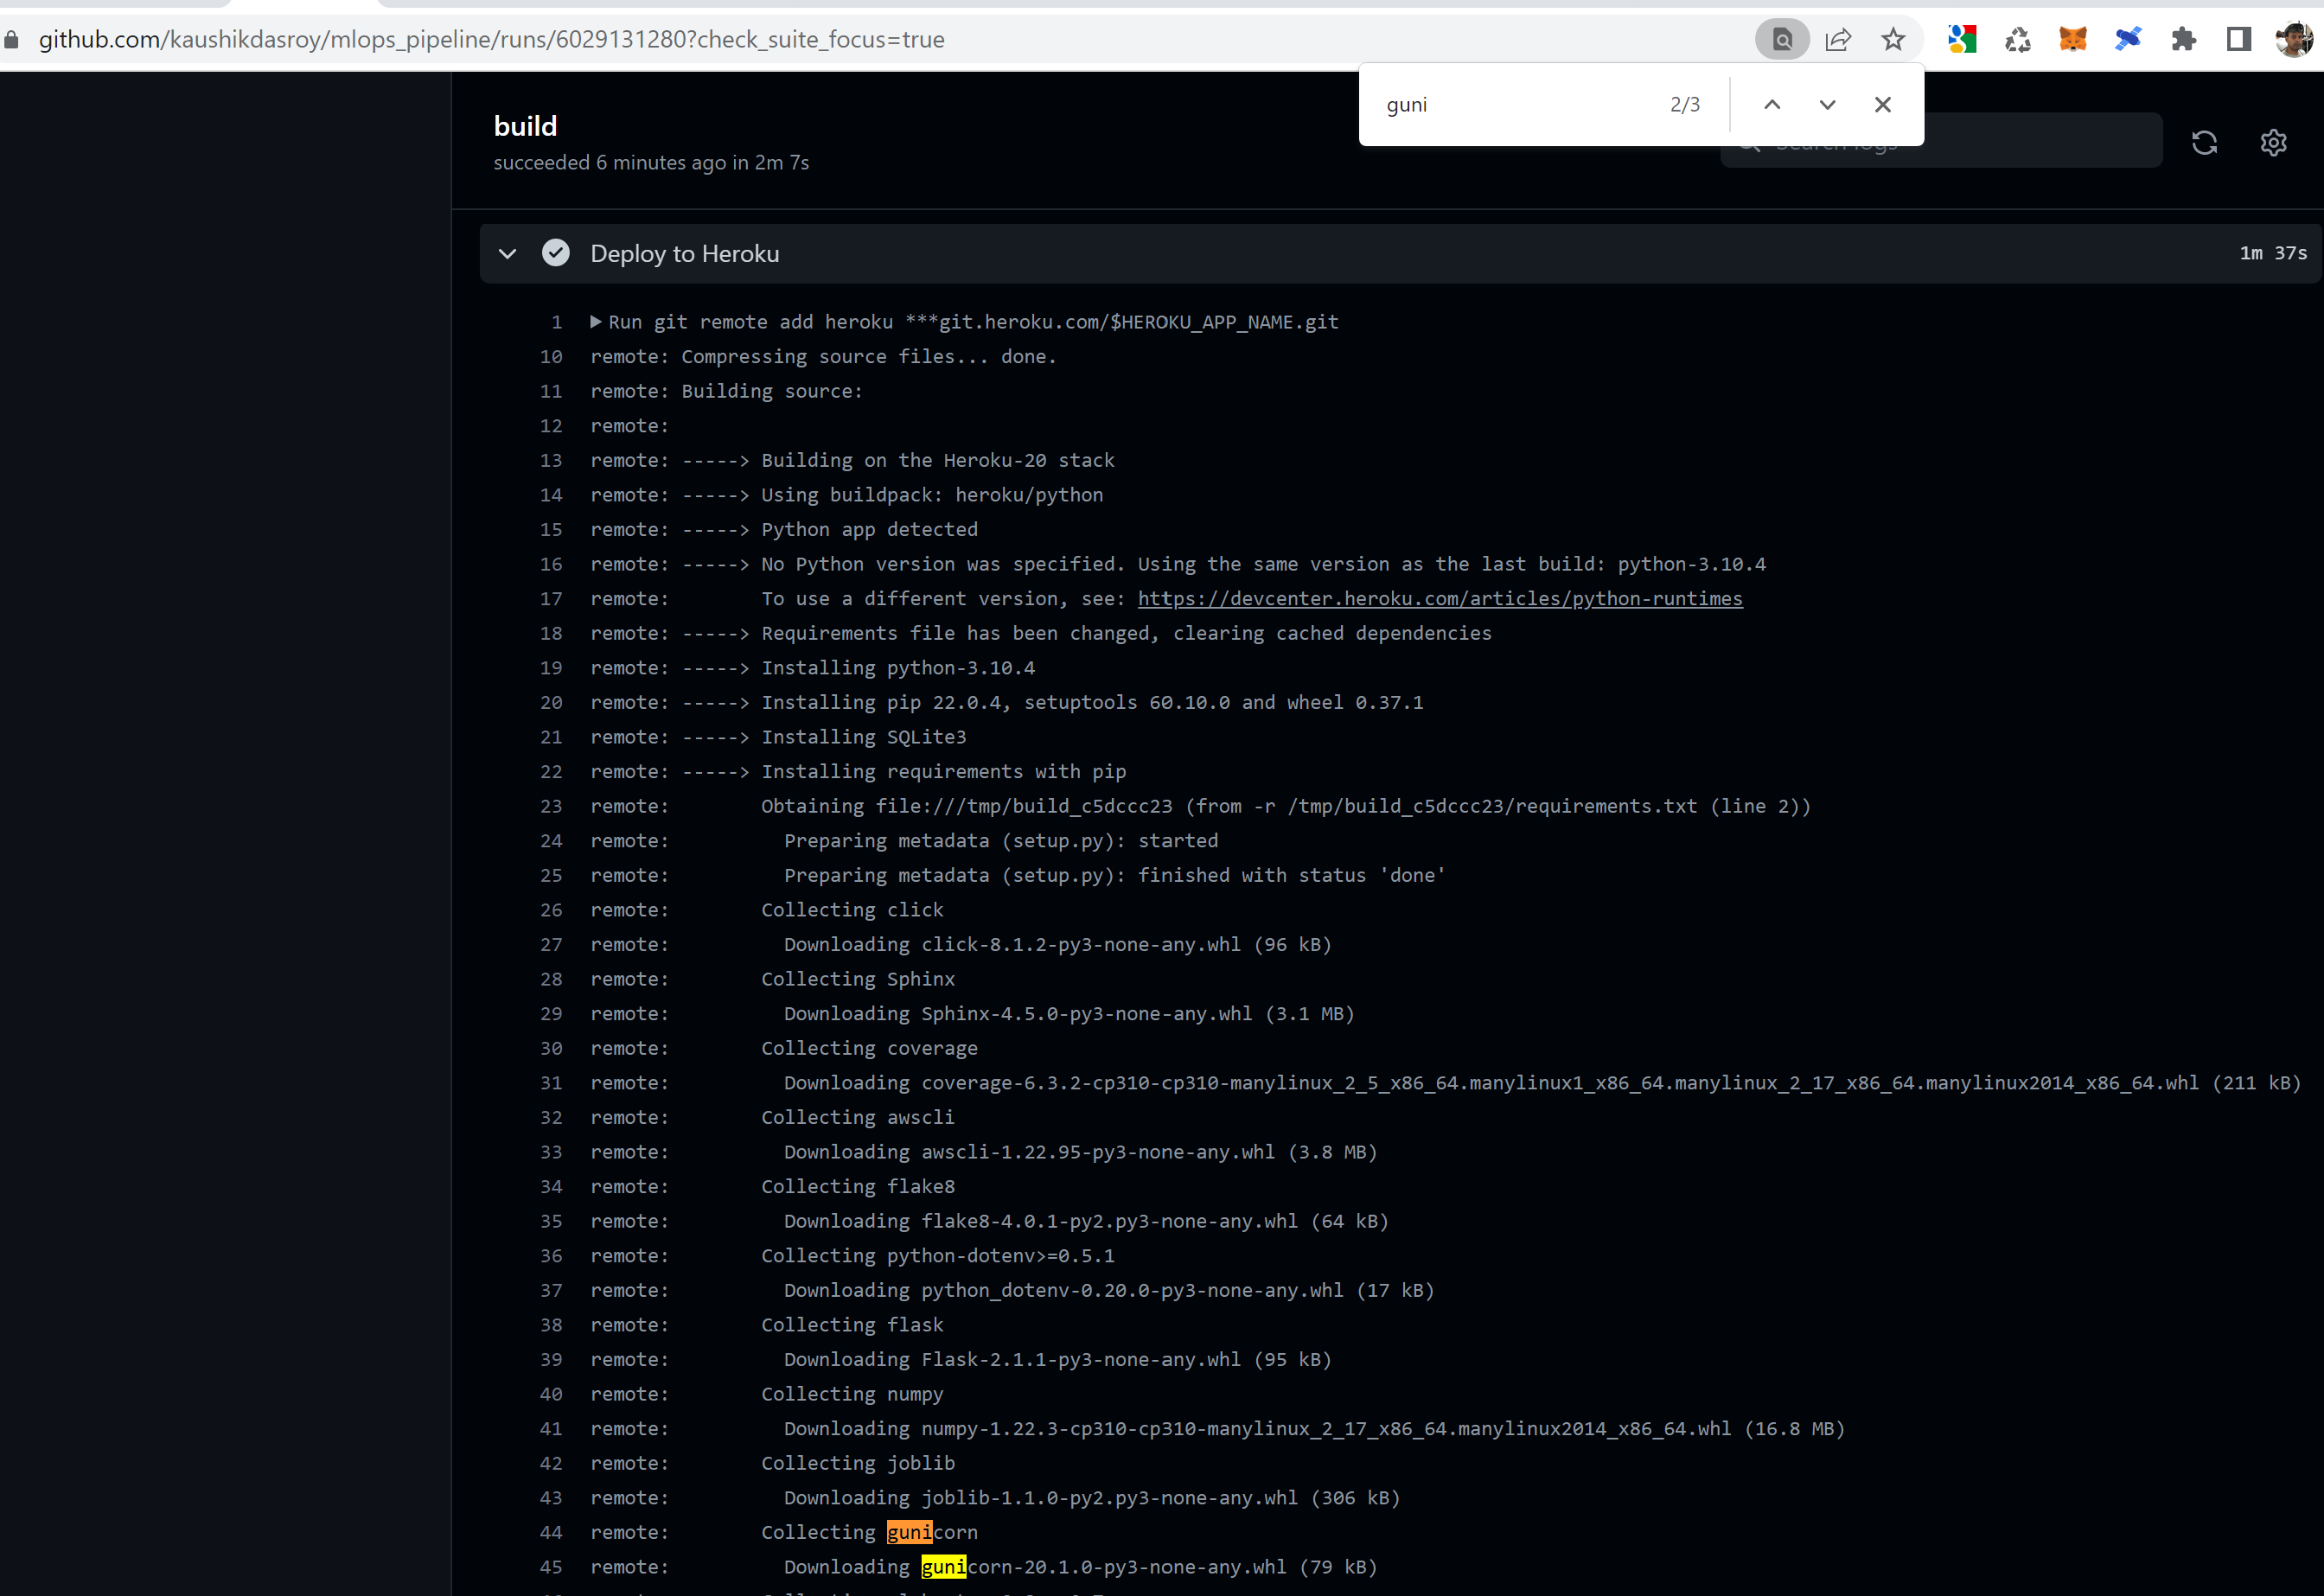 github.com/kaushikdasroy/mlops_pipeline/runs/6029131280?check_suite_focus=true
guni 2/3
build
succeeded 6 minutes ago in 2m 7s
Search logs
Deploy to Heroku 1m 37s
1 Run git remote add heroku ***git.heroku.com/$HEROKU_APP_NAME.git
10 remote: Compressing source files... done.
11 remote: Building source:
12 remote:
13 remote: -----> Building on the Heroku-20 stack
14 remote: -----> Using buildpack: heroku/python
15 remote: -----> Python app detected
16 remote: -----> No Python version was specified. Using the same version as the last build: python-3.10.4
17 remote:        To use a different version, see: https://devcenter.heroku.com/articles/python-runtimes
18 remote: -----> Requirements file has been changed, clearing cached dependencies
19 remote: -----> Installing python-3.10.4
20 remote: -----> Installing pip 22.0.4, setuptools 60.10.0 and wheel 0.37.1
21 remote: -----> Installing SQLite3
22 remote: -----> Installing requirements with pip
23 remote:        Obtaining file:///tmp/build_c5dccc23 (from -r /tmp/build_c5dccc23/requirements.txt (line 2))
24 remote:          Preparing metadata (setup.py): started
25 remote:          Preparing metadata (setup.py): finished with status 'done'
26 remote:        Collecting click
27 remote:          Downloading click-8.1.2-py3-none-any.whl (96 kB)
28 remote:        Collecting Sphinx
29 remote:          Downloading Sphinx-4.5.0-py3-none-any.whl (3.1 MB)
30 remote:        Collecting coverage
31 remote:          Downloading coverage-6.3.2-cp310-cp310-manylinux_2_5_x86_64.manylinux1_x86_64.manylinux_2_17_x86_64.manylinux2014_x86_64.whl (211 kB)
32 remote:        Collecting awscli
33 remote:          Downloading awscli-1.22.95-py3-none-any.whl (3.8 MB)
34 remote:        Collecting flake8
35 remote:          Downloading flake8-4.0.1-py2.py3-none-any.whl (64 kB)
36 remote:        Collecting python-dotenv>=0.5.1
37 remote:          Downloading python_dotenv-0.20.0-py3-none-any.whl (17 kB)
38 remote:        Collecting flask
39 remote:          Downloading Flask-2.1.1-py3-none-any.whl (95 kB)
40 remote:        Collecting numpy
41 remote:          Downloading numpy-1.22.3-cp310-cp310-manylinux_2_17_x86_64.manylinux2014_x86_64.whl (16.8 MB)
42 remote:        Collecting joblib
43 remote:          Downloading joblib-1.1.0-py2.py3-none-any.whl (306 kB)
44 remote:        Collecting gunicorn
45 remote:          Downloading gunicorn-20.1.0-py3-none-any.whl (79 kB)